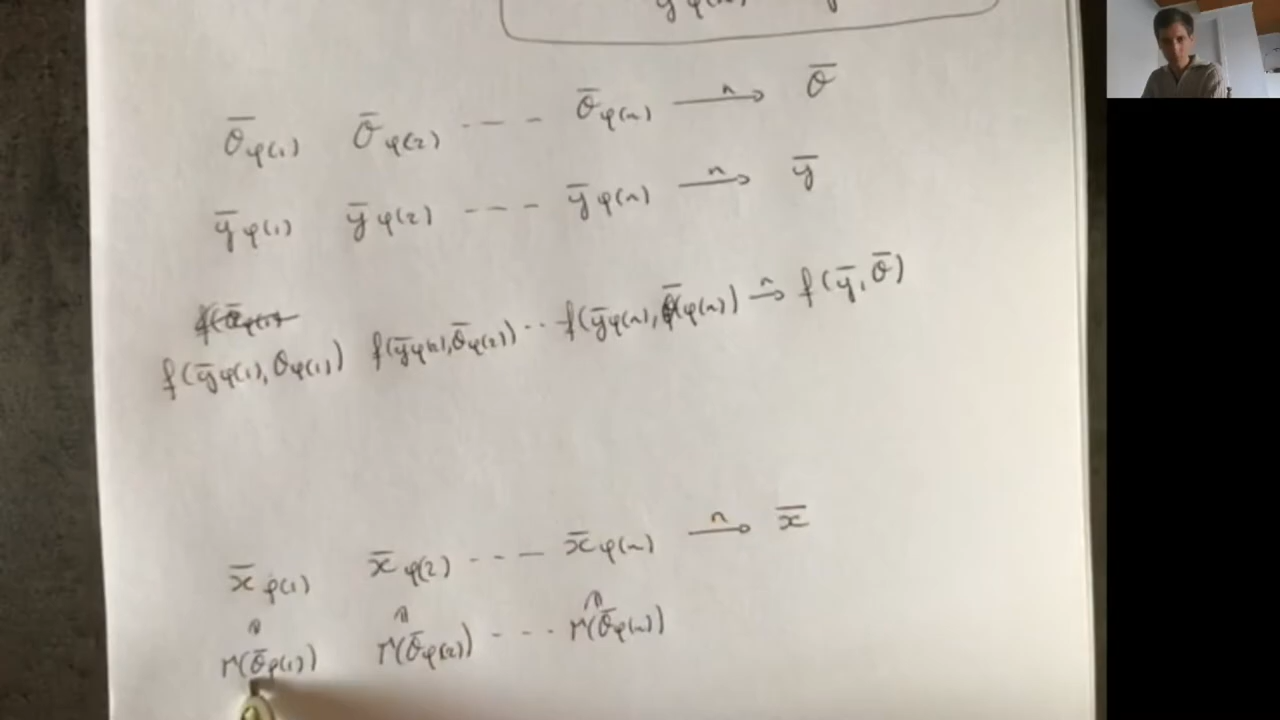 θ̄φ(1) θ̄φ(2) --- θ̄φ(n) —n→ θ̄
ȳφ(1) ȳφ(2) --- ȳφ(n) —n→ ȳ
f(ȳφ(1), θφ(1)) f(ȳφ(2), θ̄φ(2)) ·· f(ȳφ(n), θ̄φ(n)) —n→ f(ȳ, θ̄)
x̄φ(1) x̄φ(2) --- x̄φ(n) —n→ x̄
Γ(θ̄φ(1)) Γ(θ̄φ(2)) --- Γ(θ̄φ(n))